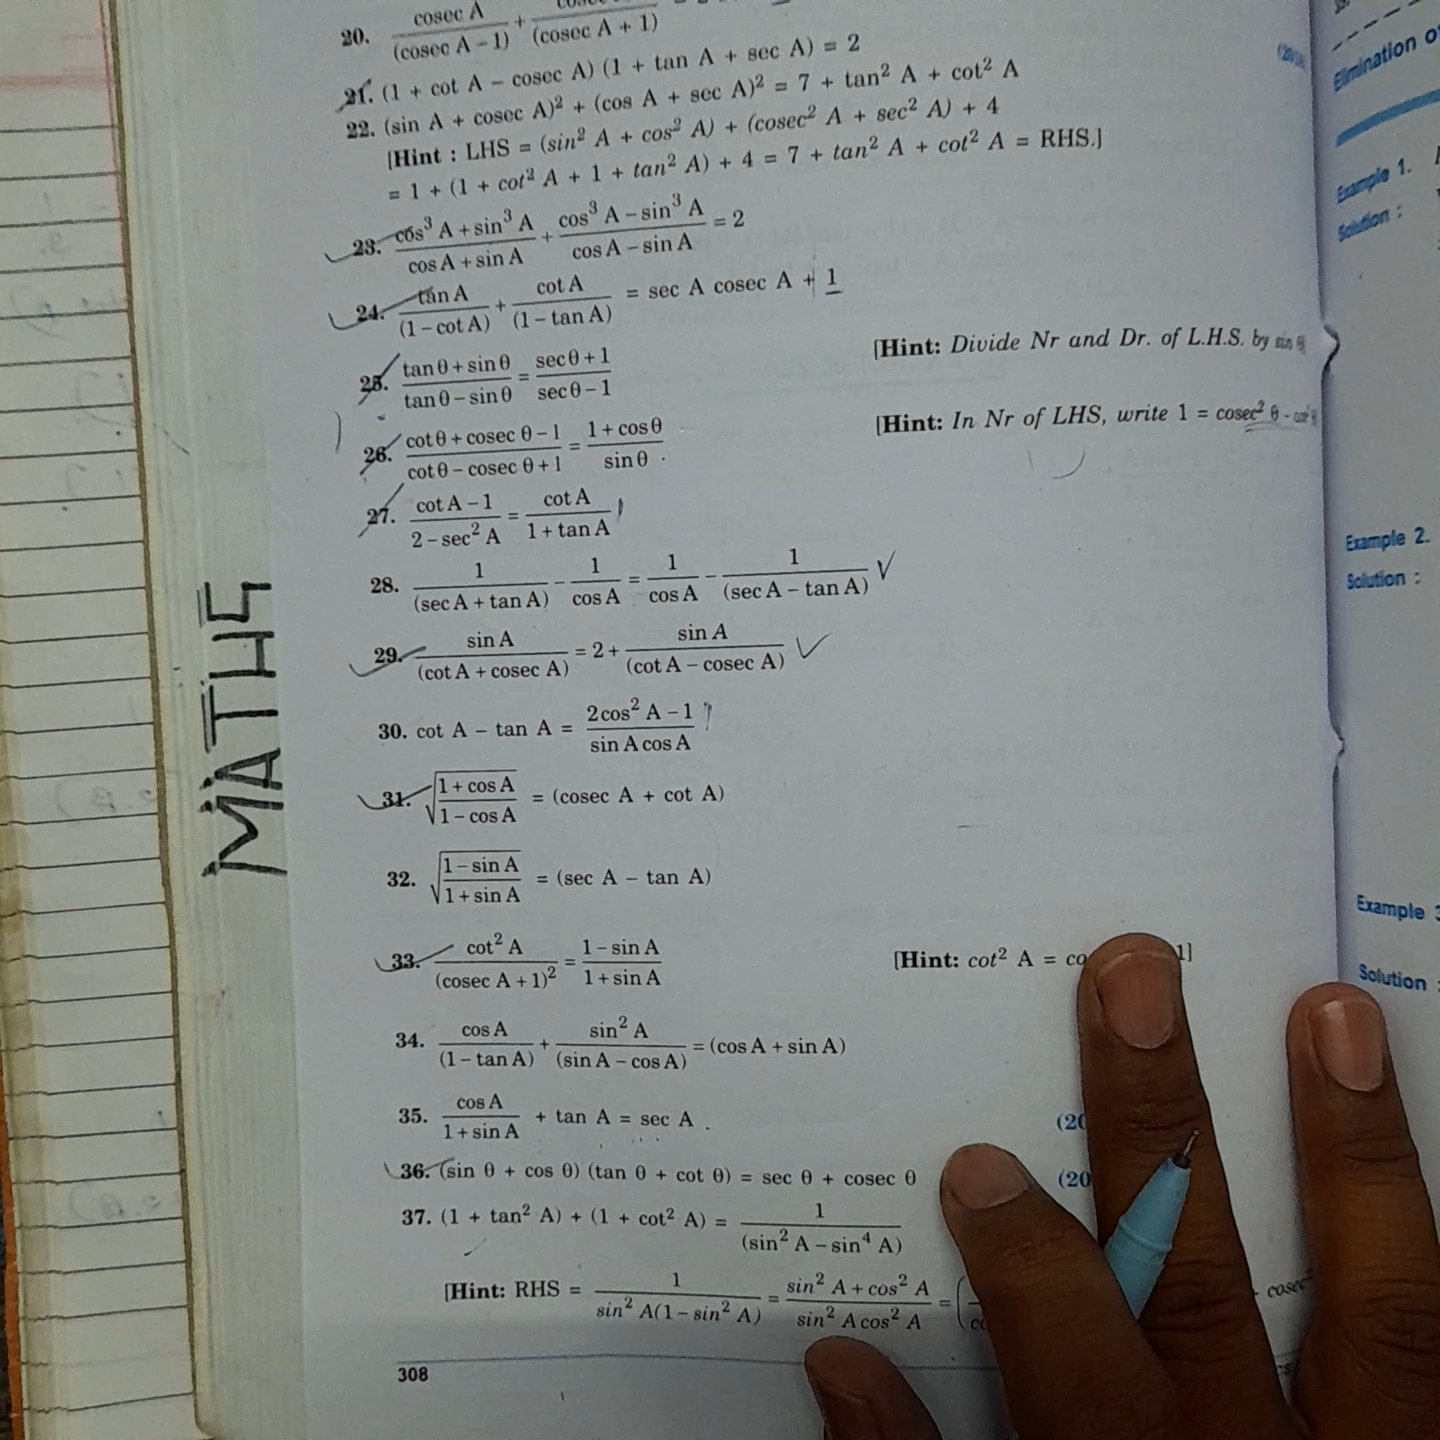 20. cosec A/(cosec A − 1) + /(cosec A + 1)
21. (1 + cot A − cosec A) (1 + tan A + sec A) = 2
22. (sin A + cosec A)² + (cos A + sec A)² = 7 + tan² A + cot² A
[Hint : LHS = (sin² A + cos² A) + (cosec² A + sec² A) + 4
= 1 + (1 + cot² A + 1 + tan² A) + 4 = 7 + tan² A + cot² A = RHS.]
23. (cos³ A + sin³ A)/(cos A + sin A) + (cos³ A − sin³ A)/(cos A − sin A) = 2
24. tan A/(1 − cot A) + cot A/(1 − tan A) = sec A cosec A + 1
25. (tan θ + sin θ)/(tan θ − sin θ) = (sec θ + 1)/(sec θ − 1) [Hint: Divide Nr and Dr. of L.H.S. by sin θ
26. (cot θ + cosec θ − 1)/(cot θ − cosec θ + 1) = (1 + cos θ)/sin θ . [Hint: In Nr of LHS, write 1 = cosec² θ -
27. (cot A − 1)/(2 − sec² A) = cot A/(1 + tan A)
28. 1/(sec A + tan A) − 1/cos A = 1/cos A − 1/(sec A − tan A)
29. sin A/(cot A + cosec A) = 2 + sin A/(cot A − cosec A)
30. cot A − tan A = (2 cos² A − 1)/(sin A cos A)
31. √((1 + cos A)/(1 − cos A)) = (cosec A + cot A)
32. √((1 − sin A)/(1 + sin A)) = (sec A − tan A)
33. cot² A/(cosec A + 1)² = (1 − sin A)/(1 + sin A) [Hint: cot² A = 1]
34. cos A/(1 − tan A) + sin² A/(sin A − cos A) = (cos A + sin A)
35. cos A/(1 + sin A) + tan A = sec A . (20
36. (sin θ + cos θ) (tan θ + cot θ) = sec θ + cosec θ (20
37. (1 + tan² A) + (1 + cot² A) = 1/(sin² A − sin⁴ A)
[Hint: RHS = 1/(sin² A(1 − sin² A)) = (sin² A + cos² A)/(sin² A cos² A) = (
308
MATHS
Elimination
Example 1.
Solution :
Example 2.
Solution :
Example
Solution